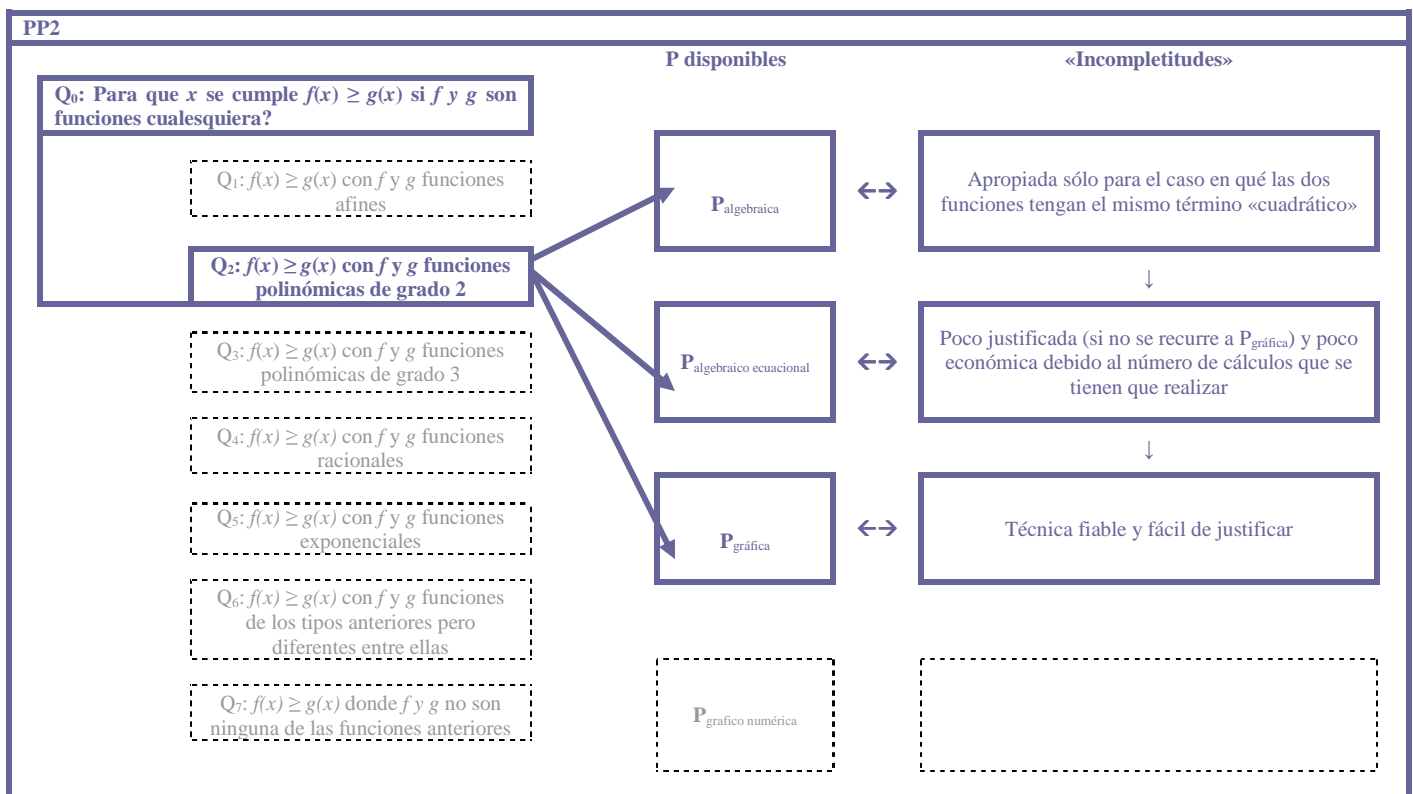 PP2
P disponibles
«Incompletitudes»
Q₀: Para que x se cumple f(x) ≥ g(x) si f y g son
funciones cualesquiera?
Q₁: f(x) ≥ g(x) con f y g funciones
afines
Q₂: f(x) ≥ g(x) con f y g funciones
polinómicas de grado 2
Q₃: f(x) ≥ g(x) con f y g funciones
polinómicas de grado 3
Q₄: f(x) ≥ g(x) con f y g funciones
racionales
Q₅: f(x) ≥ g(x) con f y g funciones
exponenciales
Q₆: f(x) ≥ g(x) con f y g funciones
de los tipos anteriores pero
diferentes entre ellas
Q₇: f(x) ≥ g(x) donde f y g no son
ninguna de las funciones anteriores
P algebraica
Apropiada sólo para el caso en qué las dos
funciones tengan el mismo término «cuadrático»
P algebraico ecuacional
Poco justificada (si no se recurre a P gráfica) y poco
económica debido al número de cálculos que se
tienen que realizar
P gráfica
Técnica fiable y fácil de justificar
P grafico numérica